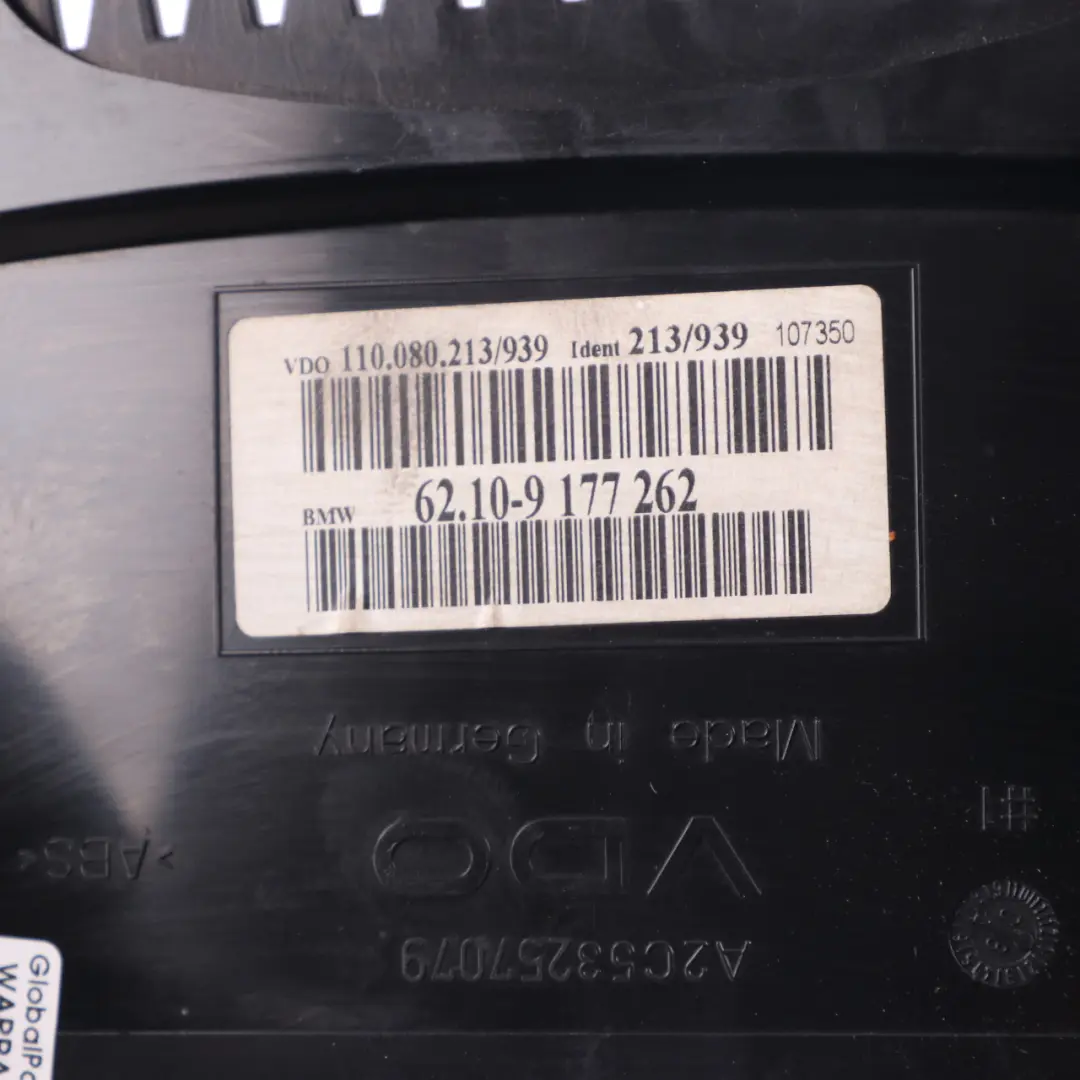 VDO 110.080.213/939 Ident 213/939 107350
BMW 62.10-9 177 262
Made in Germany
#1
VDO
>ABS<
A2C53257079
GlobalPa